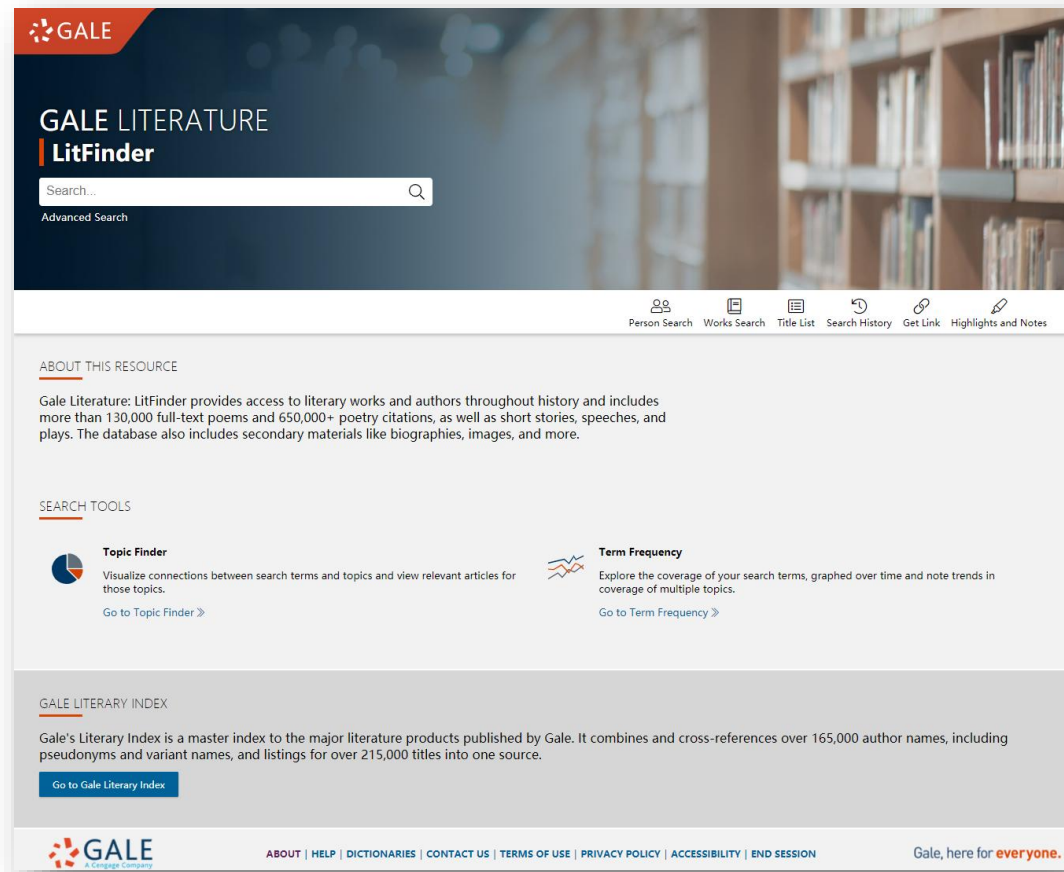 GALE
GALE LITERATURE
LitFinder
Search...
Advanced Search
Person Search Works Search Title List Search History Get Link Highlights and Notes
ABOUT THIS RESOURCE
Gale Literature: LitFinder provides access to literary works and authors throughout history and includes
more than 130,000 full-text poems and 650,000+ poetry citations, as well as short stories, speeches, and
plays. The database also includes secondary materials like biographies, images, and more.
SEARCH TOOLS
Topic Finder
Visualize connections between search terms and topics and view relevant articles for
those topics.
Go to Topic Finder »
Term Frequency
Explore the coverage of your search terms, graphed over time and note trends in
coverage of multiple topics.
Go to Term Frequency »
GALE LITERARY INDEX
Gale's Literary Index is a master index to the major literature products published by Gale. It combines and cross-references over 165,000 author names, including
pseudonyms and variant names, and listings for over 215,000 titles into one source.
Go to Gale Literary Index
GALE
A Cengage Company
ABOUT | HELP | DICTIONARIES | CONTACT US | TERMS OF USE | PRIVACY POLICY | ACCESSIBILITY | END SESSION
Gale, here for everyone.